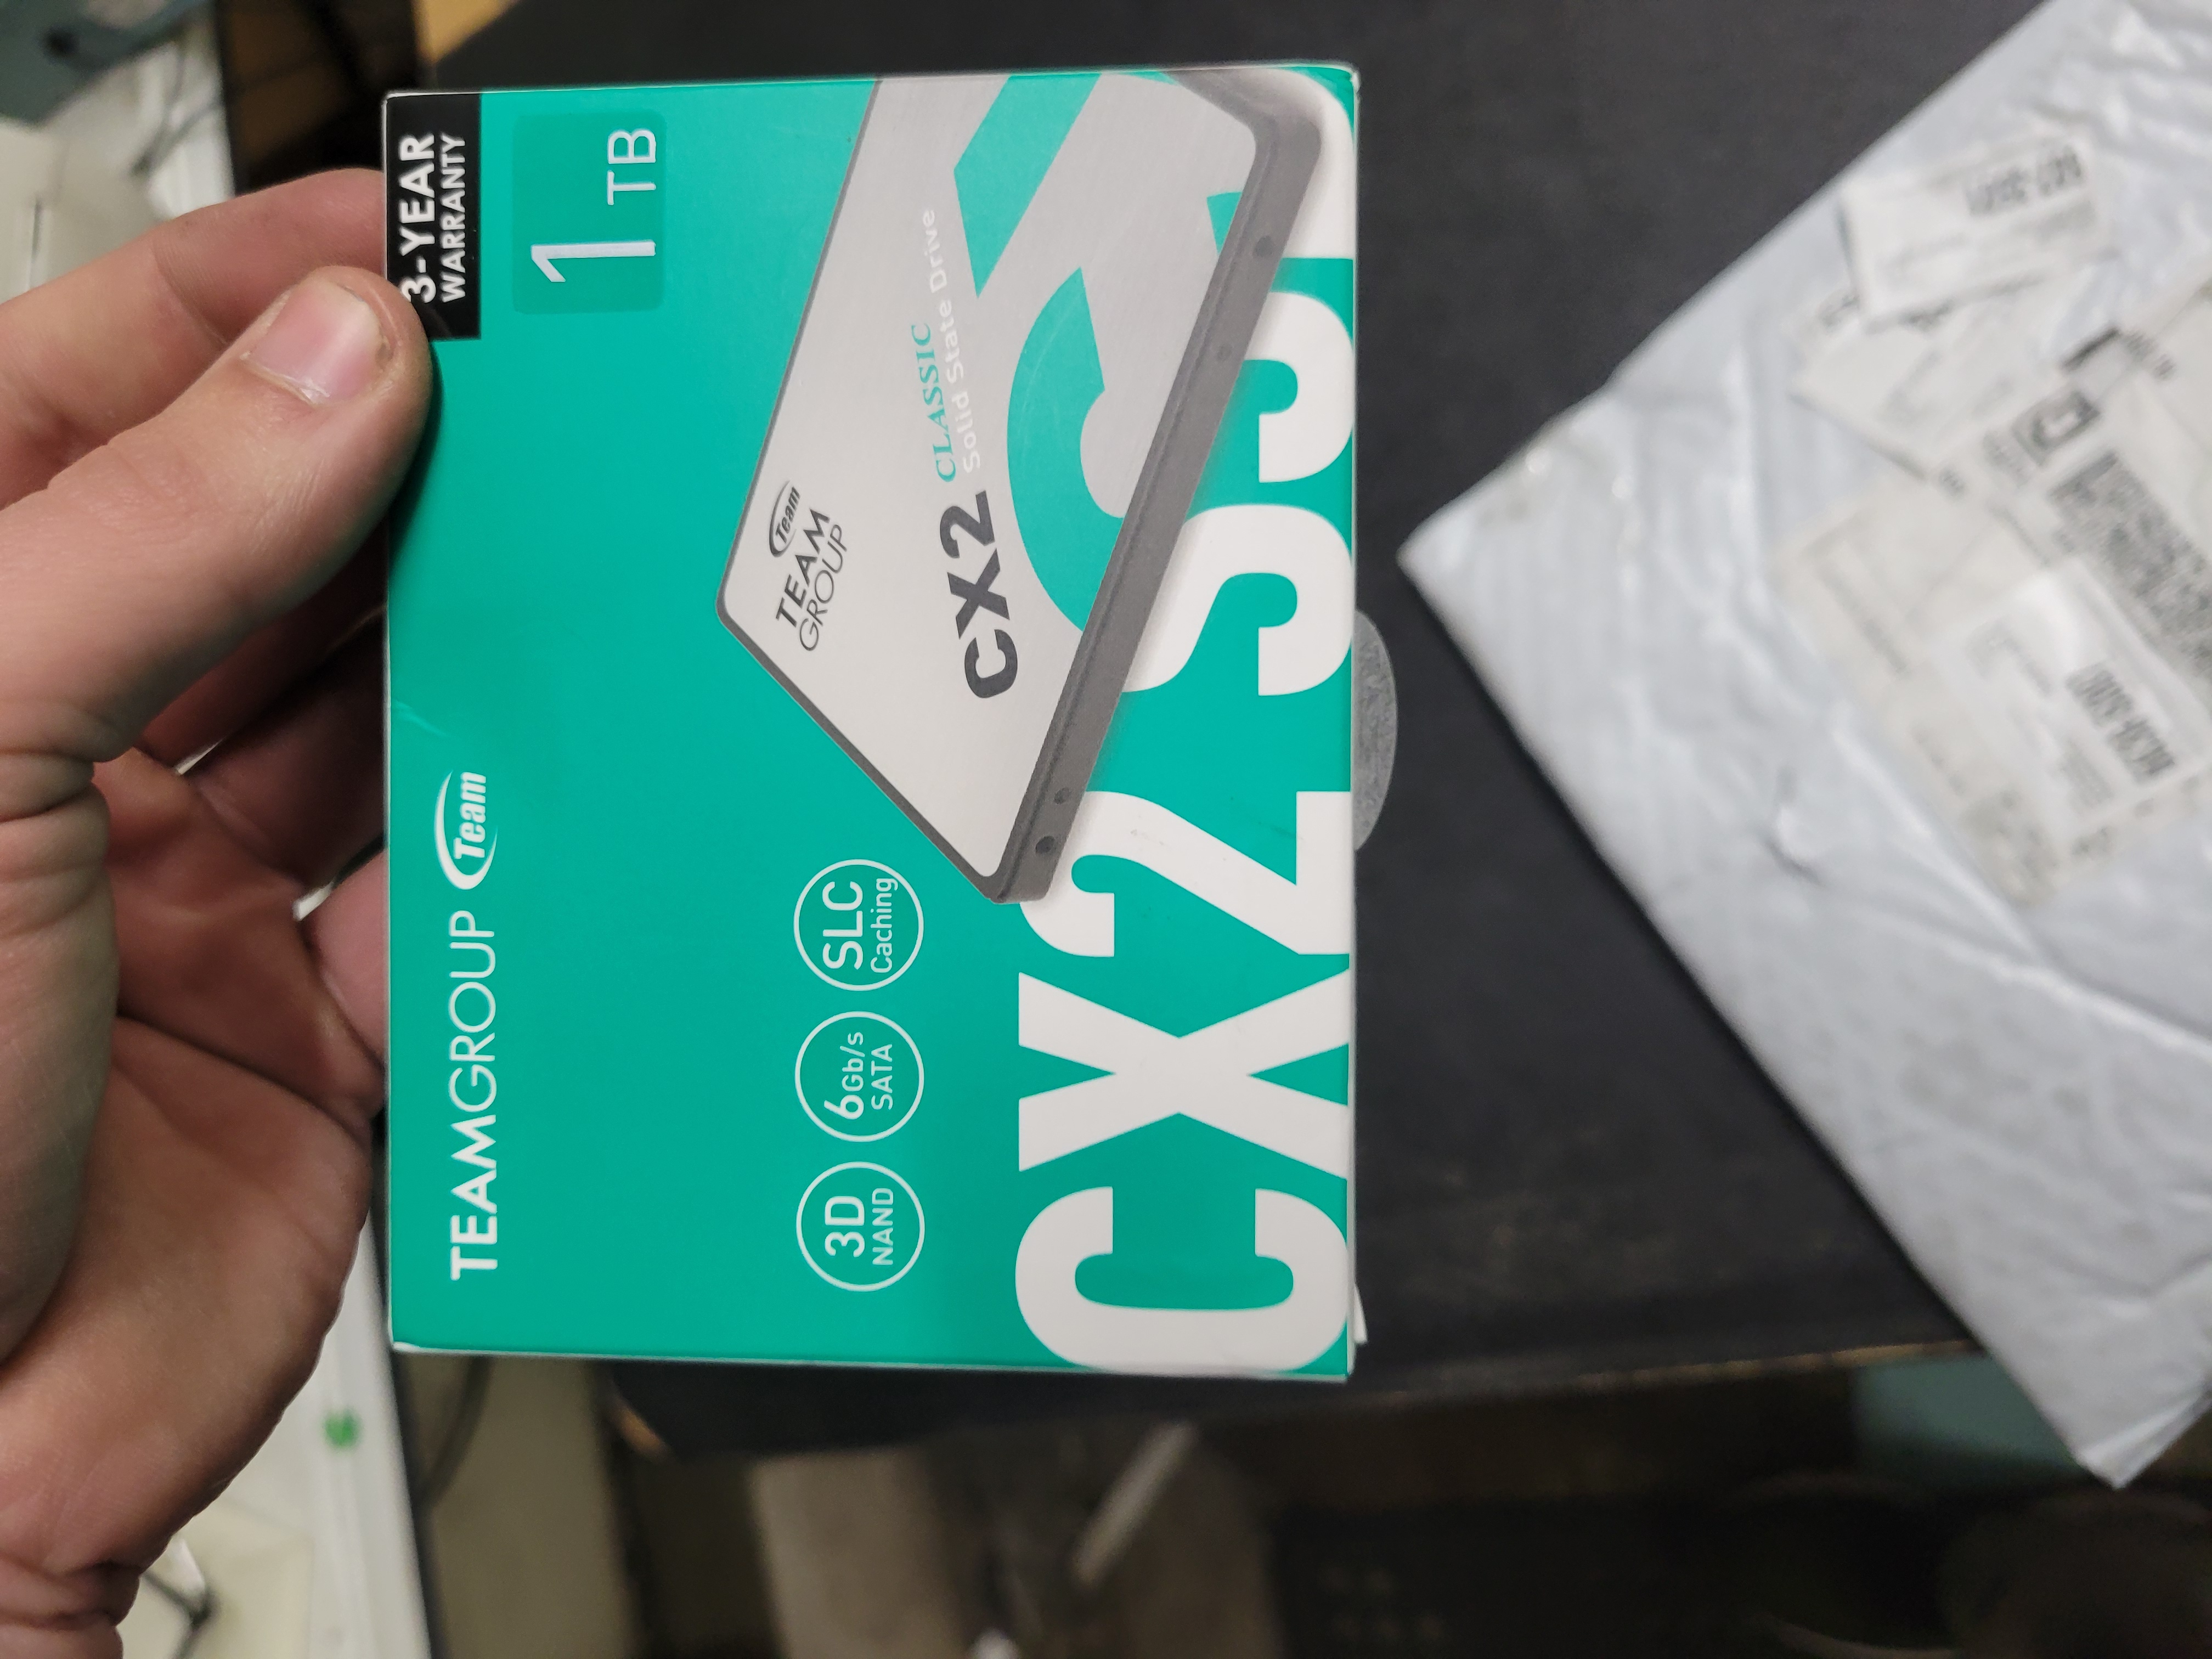 TEAMGROUP Team
3-YEAR
WARRANTY
1 TB
Team
TEAM
GROUP
CX2 CLASSIC
Solid State Drive
3D
NAND
6Gb/s
SATA
SLC
Caching
CX2 SS